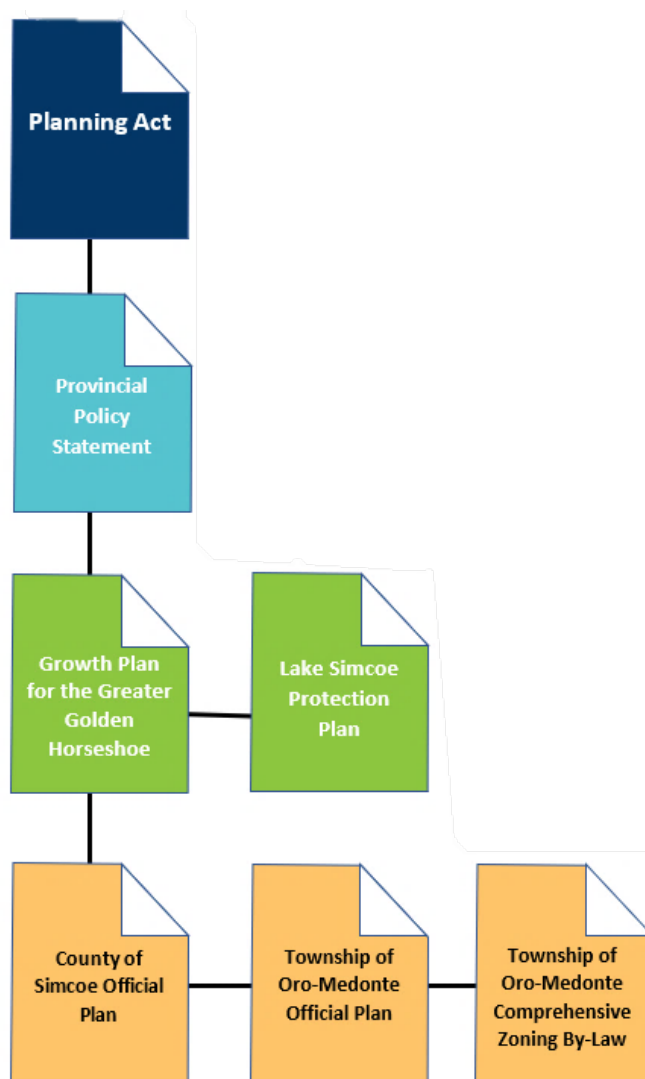 Planning Act
Provincial
Policy
Statement
Growth Plan
for the Greater
Golden
Horseshoe
Lake Simcoe
Protection
Plan
County of
Simcoe Official
Plan
Township of
Oro-Medonte
Official Plan
Township of
Oro-Medonte
Comprehensive
Zoning By-Law